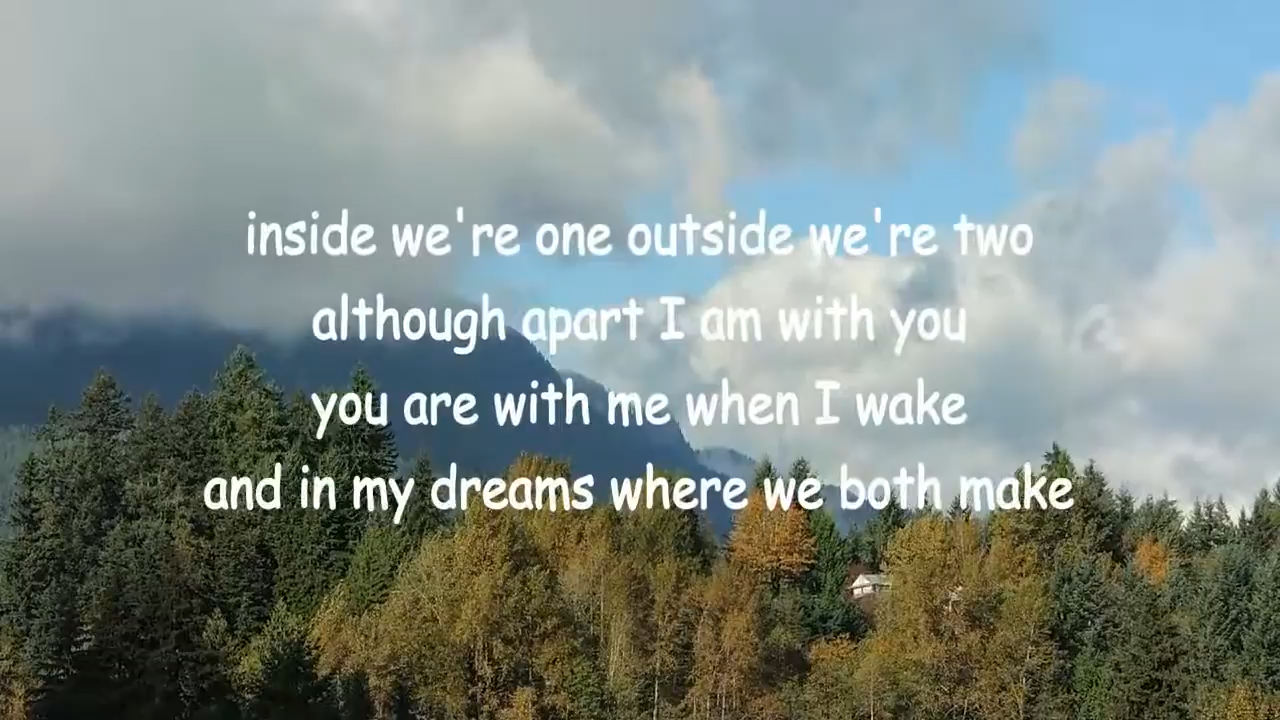 inside we're one outside we're two
although apart I am with you
you are with me when I wake
and in my dreams where we both make